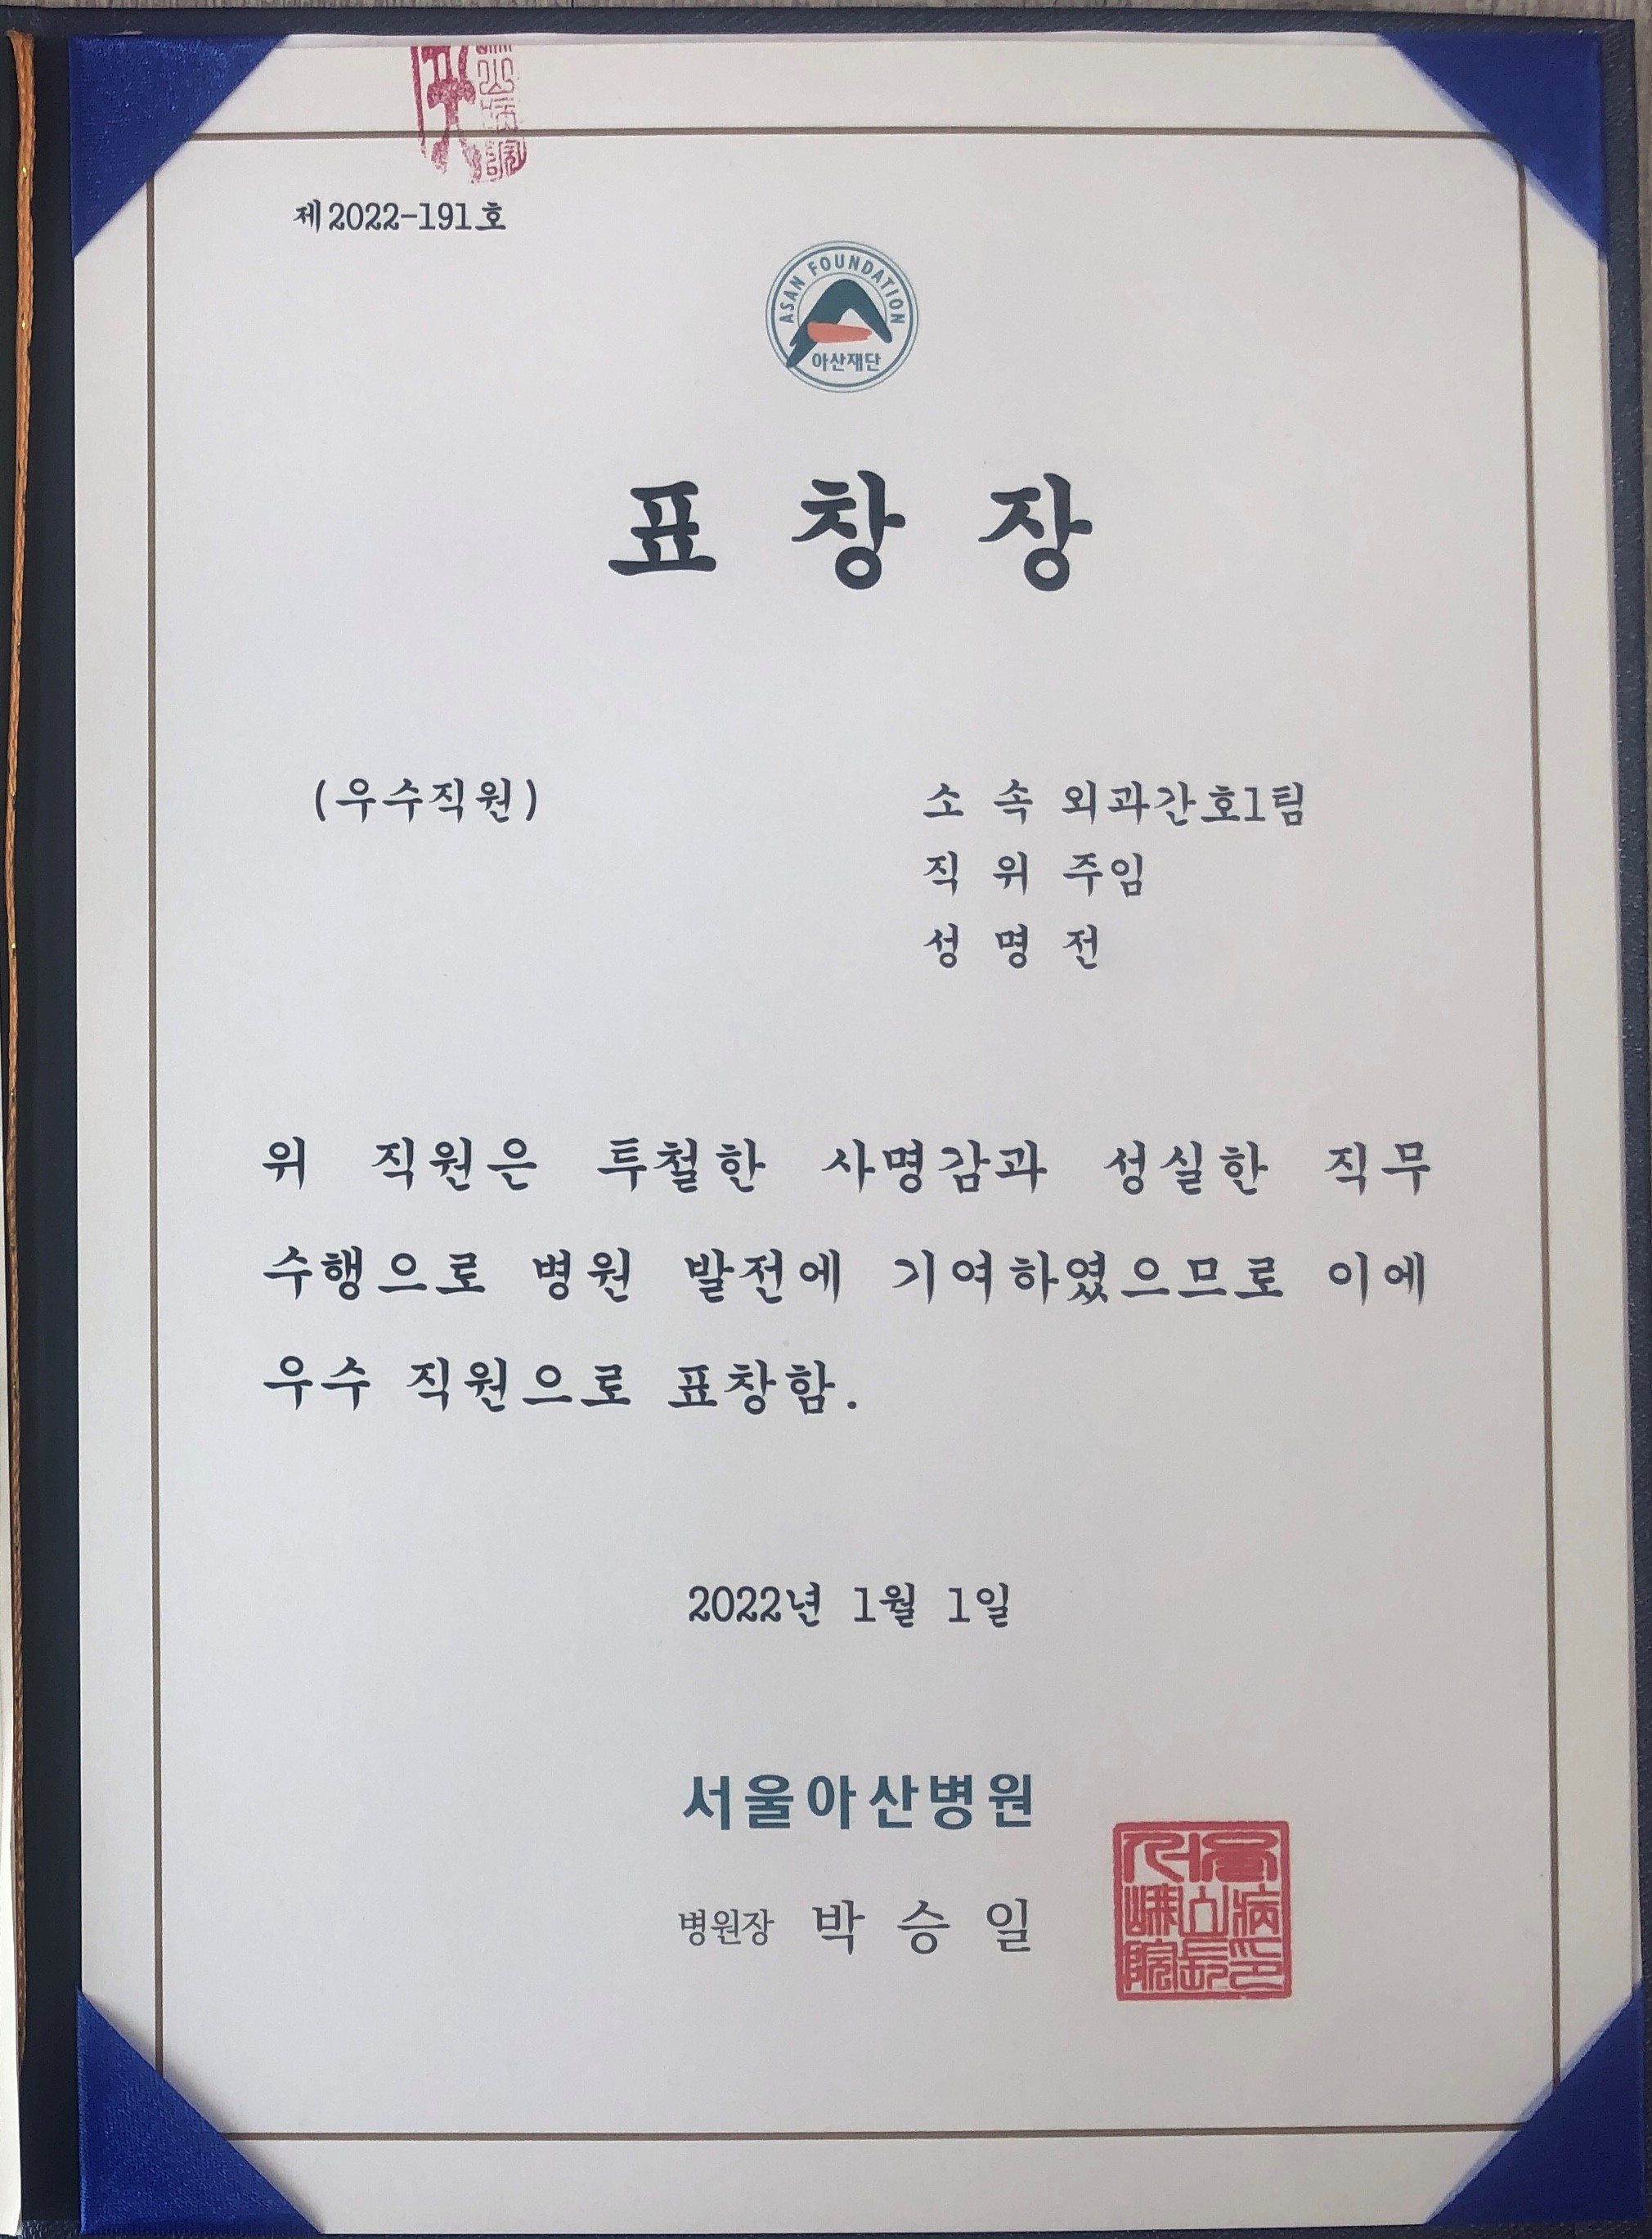 제2022-191호
ASAN FOUNDATION
아산재단
표 창 장
(우수직원)
소 속 외과간호1팀
직 위 주임
성 명 전
위 직원은 투철한 사명감과 성실한 직무
수행으로 병원 발전에 기여하였으므로 이에
우수 직원으로 표창함.
2022년 1월 1일
서울아산병원
병원장 박 승 일